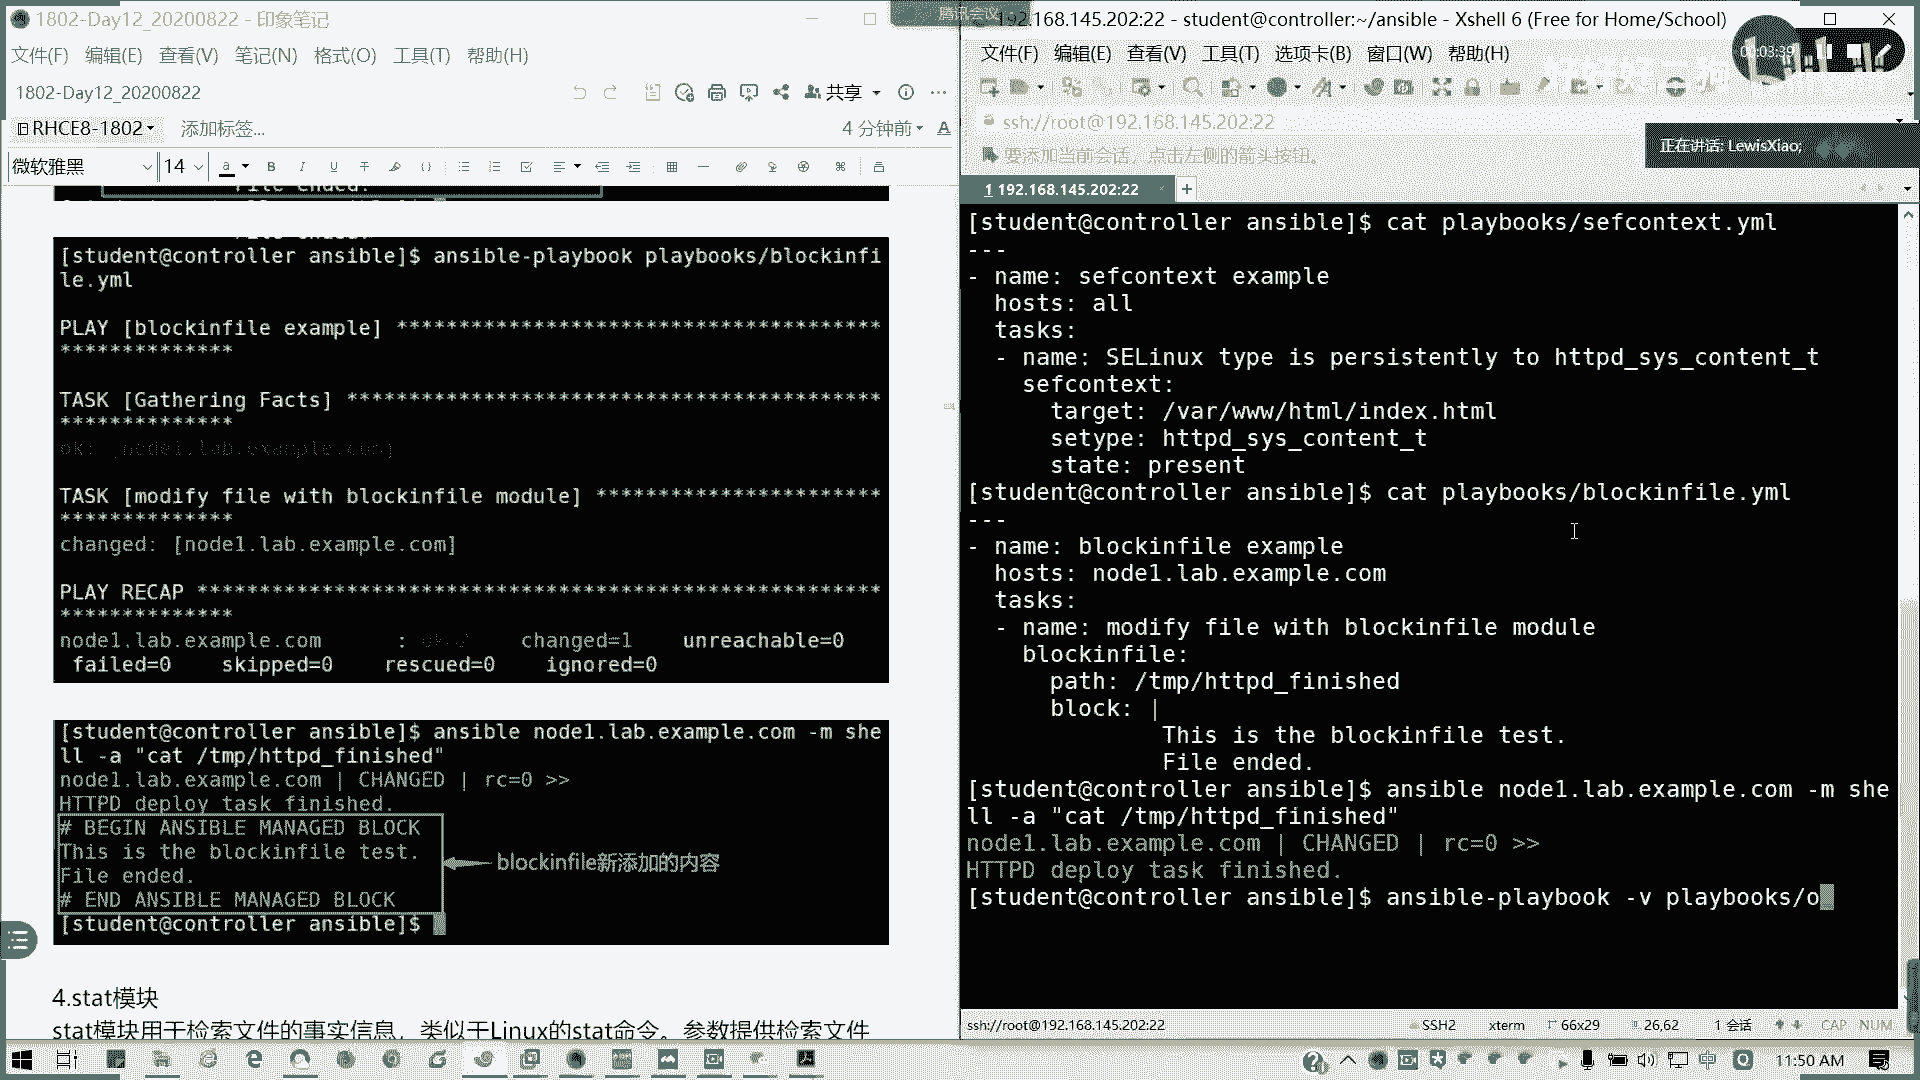 1802-Day12_20200822 - 印象笔记
文件(F) 编辑(E) 查看(V) 笔记(N) 格式(O) 工具(T) 帮助(H)
1802-Day12_20200822
共享
RHCE8-1802
添加标签...
4 分钟前
微软雅黑
14
File ended.
[student@controller ansible]$ ansible-playbook playbooks/blockinfi
le.yml
PLAY [blockinfile example] *****************************************
**************
TASK [Gathering Facts] *********************************************
**************
ok: [node1.lab.example.com]
TASK [modify file with blockinfile module] ***********************
**************
changed: [node1.lab.example.com]
PLAY RECAP *******************************************************
**************
node1.lab.example.com : changed=1 unreachable=0
failed=0 skipped=0 rescued=0 ignored=0
[student@controller ansible]$ ansible node1.lab.example.com -m she
ll -a "cat /tmp/httpd_finished"
node1.lab.example.com | CHANGED | rc=0 >>
HTTPD deploy task finished.
# BEGIN ANSIBLE MANAGED BLOCK
This is the blockinfile test.
File ended.
# END ANSIBLE MANAGED BLOCK
blockinfile新添加的内容
[student@controller ansible]$
4.stat模块
stat模块用于检索文件的事实信息，类似于Linux的stat命令。参数提供检索文件
腾讯会议
192.168.145.202:22 - student@controller:~/ansible - Xshell 6 (Free for Home/School)
文件(F) 编辑(E) 查看(V) 工具(T) 选项卡(B) 窗口(W) 帮助(H)
00:03:39
ssh://root@192.168.145.202:22
要添加当前会话，点击左侧的箭头按钮。
正在讲话: LewisXiao;
1 192.168.145.202:22
[student@controller ansible]$ cat playbooks/sefcontext.yml
---
- name: sefcontext example
hosts: all
tasks:
- name: SELinux type is persistently to httpd_sys_content_t
sefcontext:
target: /var/www/html/index.html
setype: httpd_sys_content_t
state: present
[student@controller ansible]$ cat playbooks/blockinfile.yml
---
- name: blockinfile example
hosts: node1.lab.example.com
tasks:
- name: modify file with blockinfile module
blockinfile:
path: /tmp/httpd_finished
block: |
This is the blockinfile test.
File ended.
[student@controller ansible]$ ansible node1.lab.example.com -m she
ll -a "cat /tmp/httpd_finished"
node1.lab.example.com | CHANGED | rc=0 >>
HTTPD deploy task finished.
[student@controller ansible]$ ansible-playbook -v playbooks/o
ssh://root@192.168.145.202:22 SSH2 xterm 66x29 26,62 1 会话 CAP NUM
中
11:50 AM